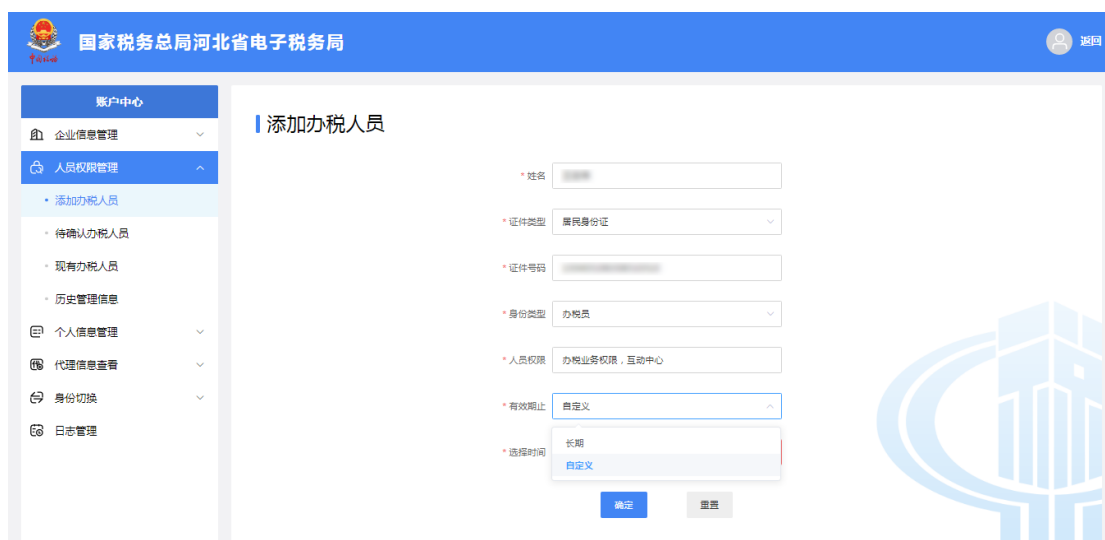 国家税务总局河北省电子税务局
返回
账户中心
企业信息管理
人员权限管理
添加办税人员
待确认办税人员
现有办税人员
历史管理信息
个人信息管理
代理信息查看
身份切换
日志管理
添加办税人员
* 姓名
* 证件类型 居民身份证
* 证件号码
* 身份类型 办税员
* 人员权限 办税业务权限，互动中心
* 有效期止 自定义
长期
* 选择时间
自定义
确定 重置